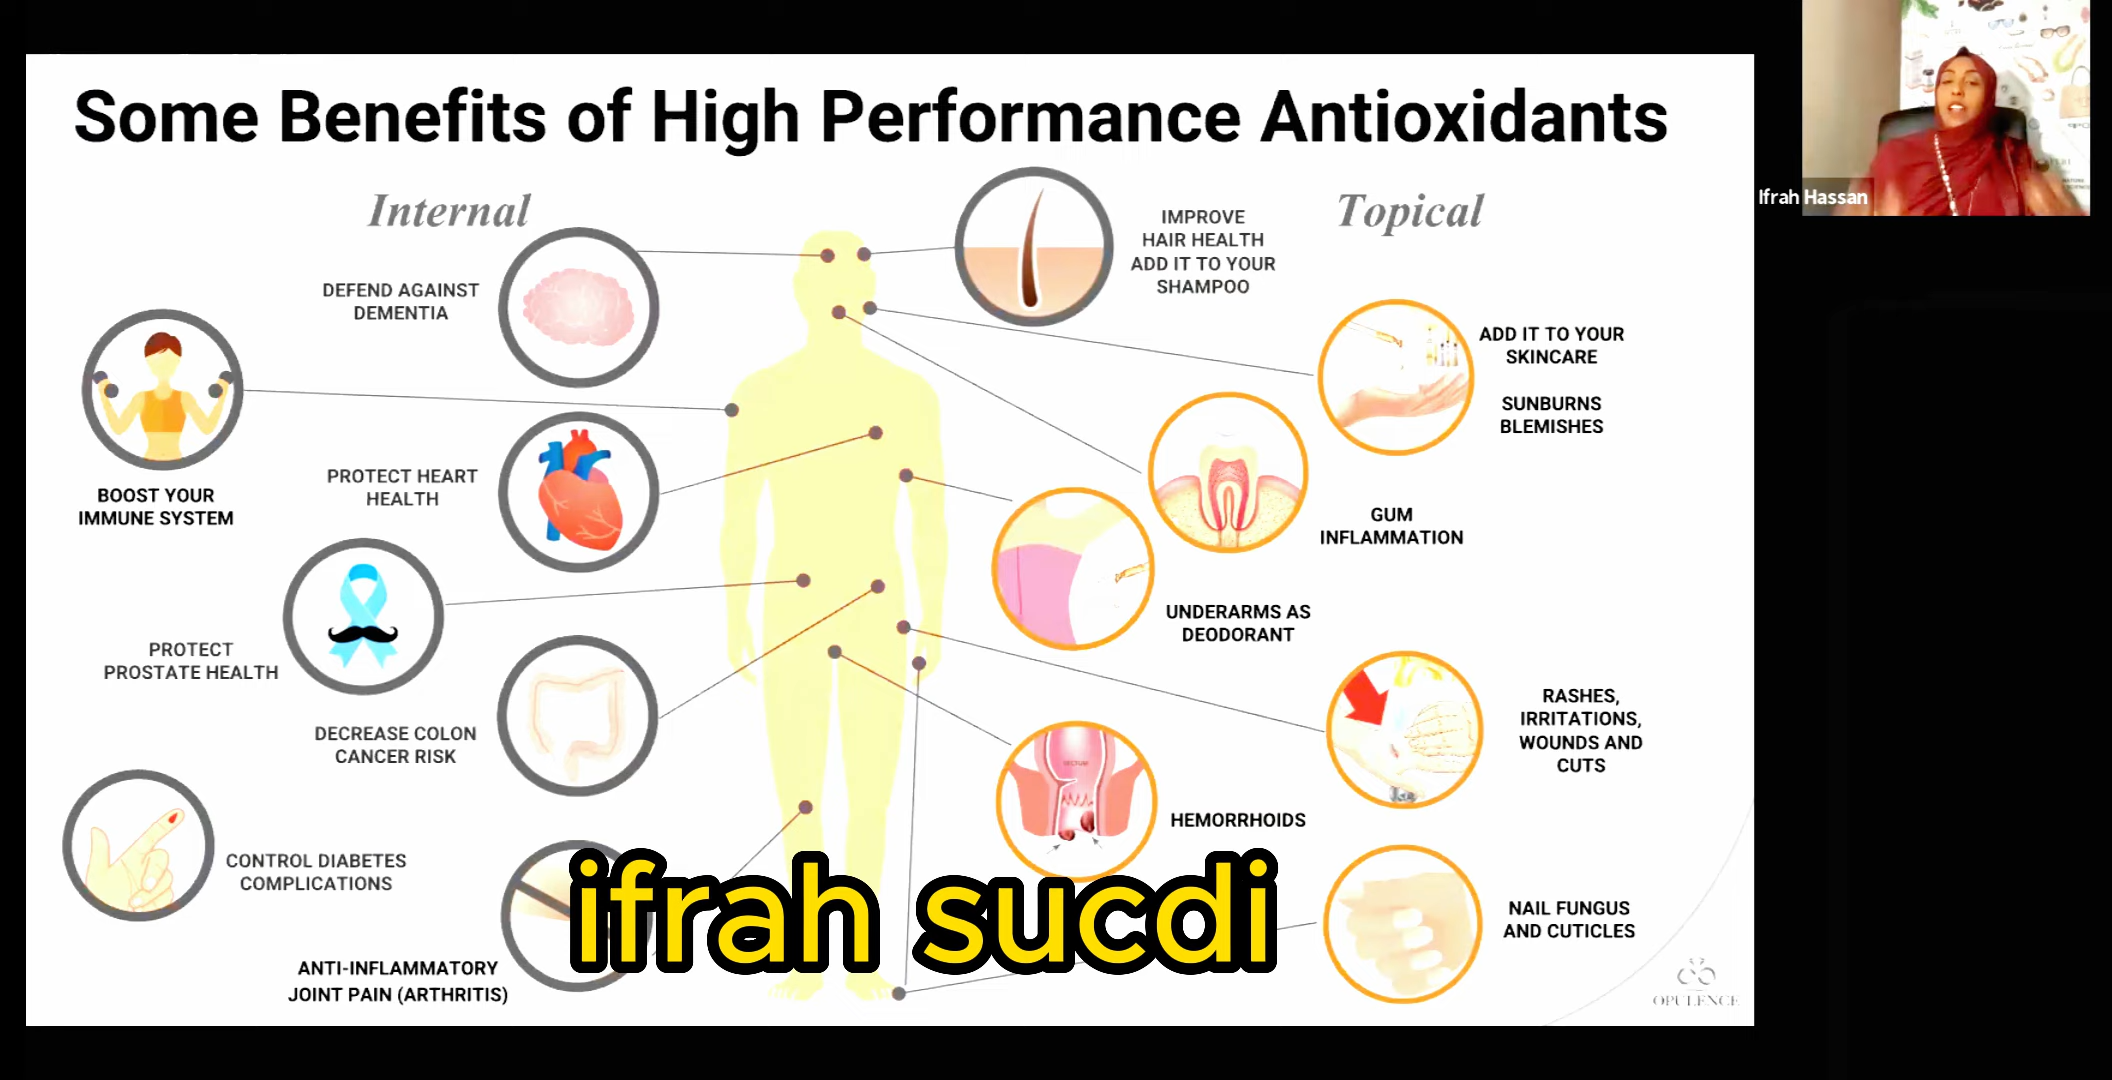 Some Benefits of High Performance Antioxidants
Internal
Topical
DEFEND AGAINST
DEMENTIA
BOOST YOUR
IMMUNE SYSTEM
PROTECT HEART
HEALTH
PROTECT
PROSTATE HEALTH
DECREASE COLON
CANCER RISK
CONTROL DIABETES
COMPLICATIONS
ANTI-INFLAMMATORY
JOINT PAIN (ARTHRITIS)
IMPROVE
HAIR HEALTH
ADD IT TO YOUR
SHAMPOO
ADD IT TO YOUR
SKINCARE
SUNBURNS
BLEMISHES
GUM
INFLAMMATION
UNDERARMS AS
DEODORANT
RASHES,
IRRITATIONS,
WOUNDS AND
CUTS
RECTUM
HEMORRHOIDS
NAIL FUNGUS
AND CUTICLES
OPULENCE
ifrah sucdi
Ifrah Hassan